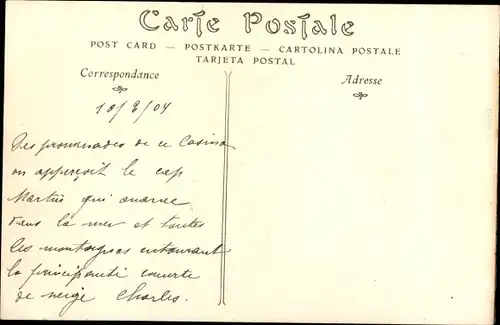 Carte Postale
POST CARD — POSTKARTE — CARTOLINA POSTALE
TARJETA POSTAL
Correspondance
Adresse
10/3/04
Des promenades de ce Casino
on apperçoit le cap
Martin qui avance
dans la mer et toutes
les montagnes entourant
la principauté couverte
de neige Charles.